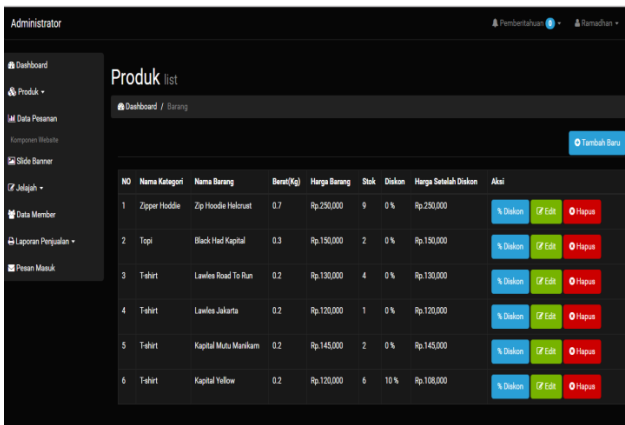 Administrator
Pemberitahuan 0
Ramadhan
Dashboard
Produk
Data Pesanan
Komponen Website
Slide Banner
Jelajah
Data Member
Laporan Penjualan
Pesan Masuk
Produk list
Dashboard / Barang
Tambah Baru
NO Nama Kategori Nama Barang Berat(Kg) Harga Barang Stok Diskon Harga Setelah Diskon Aksi
1 Zipper Hoddie Zip Hoodie Helcrust 0.7 Rp.250,000 9 0 % Rp.250,000 % Diskon Edit Hapus
2 Topi Black Had Kapital 0.3 Rp.150,000 2 0 % Rp.150,000 % Diskon Edit Hapus
3 T-shirt Lawles Road To Run 0.2 Rp.130,000 4 0 % Rp.130,000 % Diskon Edit Hapus
4 T-shirt Lawles Jakarta 0.2 Rp.120,000 1 0 % Rp.120,000 % Diskon Edit Hapus
5 T-shirt Kapital Mutu Manikam 0.2 Rp.145,000 2 0 % Rp.145,000 % Diskon Edit Hapus
6 T-shirt Kapital Yellow 0.2 Rp.120,000 6 10 % Rp.108,000 % Diskon Edit Hapus